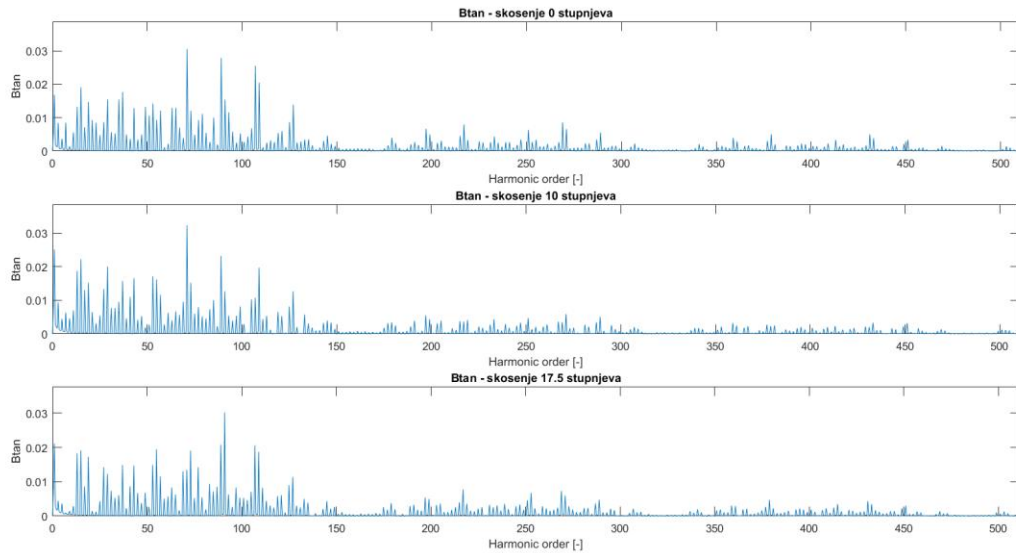 Btan - skosenje 0 stupnjeva
0.03
0.02
0.01
0
Btan
0 50 100 150 200 250 300 350 400 450 500
Harmonic order [-]
Btan - skosenje 10 stupnjeva
0.03
0.02
0.01
0
Btan
0 50 100 150 200 250 300 350 400 450 500
Harmonic order [-]
Btan - skosenje 17.5 stupnjeva
0.03
0.02
0.01
0
Btan
0 50 100 150 200 250 300 350 400 450 500
Harmonic order [-]